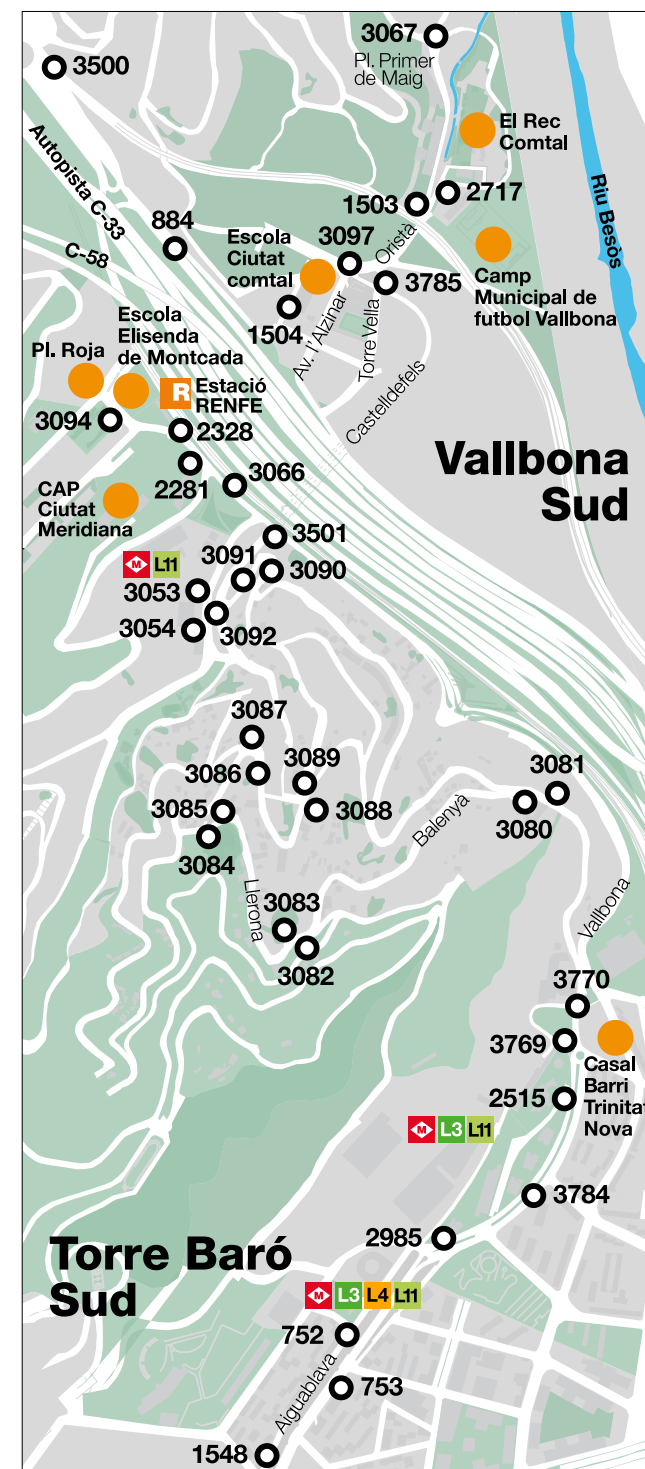 3067
Pl. Primer
de Maig
3500
El Rec
Comtal
Autopista C-33
Riu Besòs
2717
1503
884
Escola
Ciutat
comtal
3097
Oristà
C-58
3785
Camp
Municipal de
futbol Vallbona
1504
Av. l'Alzinar
Torre Vella
Escola
Elisenda
de Montcada
Pl. Roja
R
Estació
RENFE
Castelldefels
3094
2328
Vallbona
Sud
2281
3066
CAP
Ciutat
Meridiana
3501
M L11
3091
3090
3053
3054
3092
3087
3086
3089
3081
3085
3088
3080
3084
Balenyà
Llerona
3083
3082
Vallbona
3770
3769
Casal
Barri
Trinitat
Nova
2515
M L3 L11
3784
2985
Torre Baró
Sud
M L3 L4 L11
752
753
Aiguablava
1548